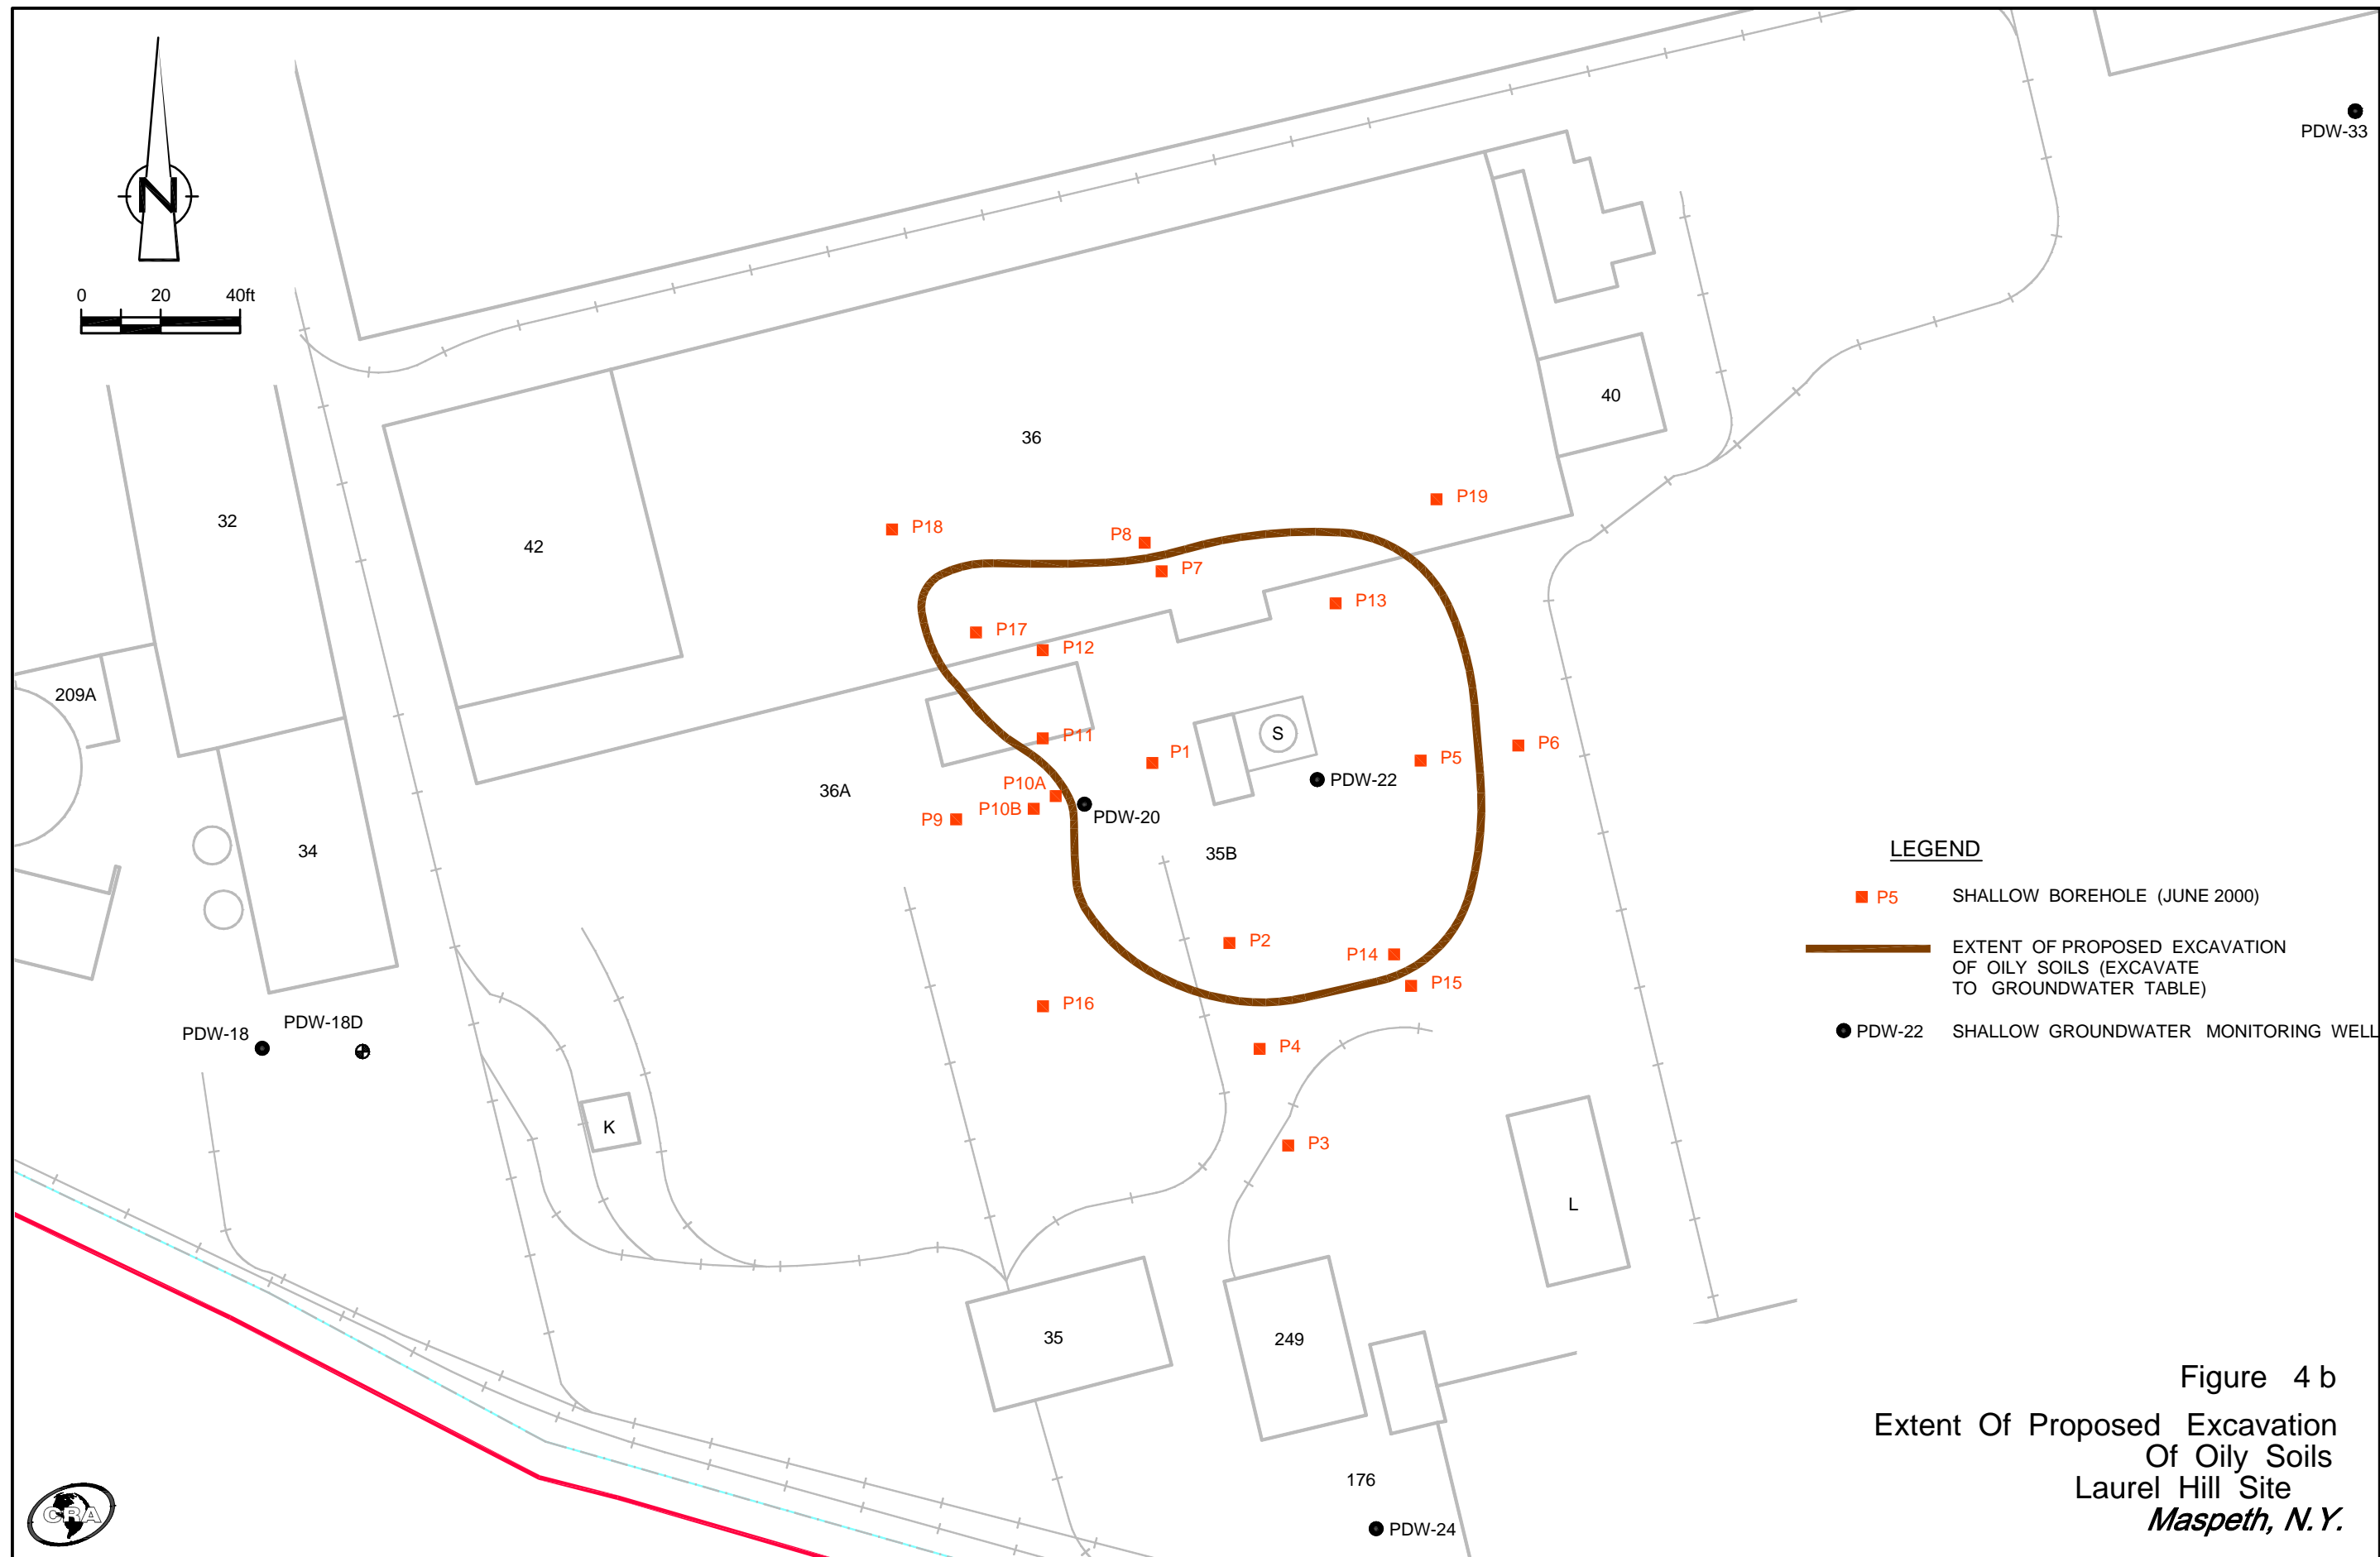 PDW-33
N
0 20 40ft
40
36
P19
32
P18
P8
42
P7
P13
P17
P12
209A
S
P11
P1
P6
P5
PDW-22
P10A
36A
P10B
P9
PDW-20
34
35B
LEGEND
P5 SHALLOW BOREHOLE (JUNE 2000)
P2
EXTENT OF PROPOSED EXCAVATION
OF OILY SOILS (EXCAVATE
TO GROUNDWATER TABLE)
P14
P15
P16
PDW-18
PDW-18D
PDW-22 SHALLOW GROUNDWATER MONITORING WELL
P4
K
P3
L
35
249
Figure 4 b
Extent Of Proposed Excavation
Of Oily Soils
Laurel Hill Site
Maspeth, N.Y.
176
CRA
PDW-24